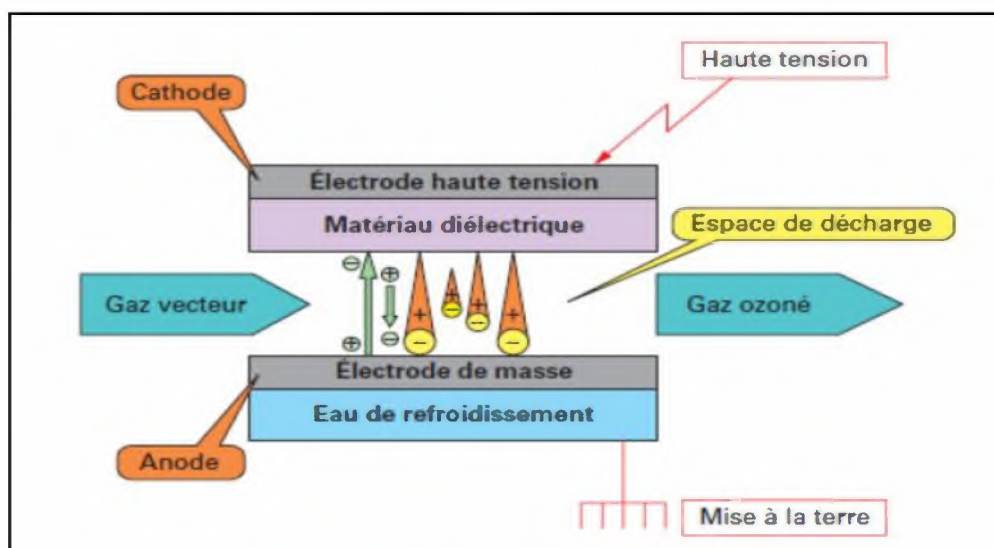 Haute tension
Cathode
Électrode haute tension
Matériau diélectrique
Espace de décharge
Gaz vecteur
Gaz ozoné
⊖ ⊕
⊕ ⊖
+ + + +
− − − −
Électrode de masse
Eau de refroidissement
Anode
Mise à la terre